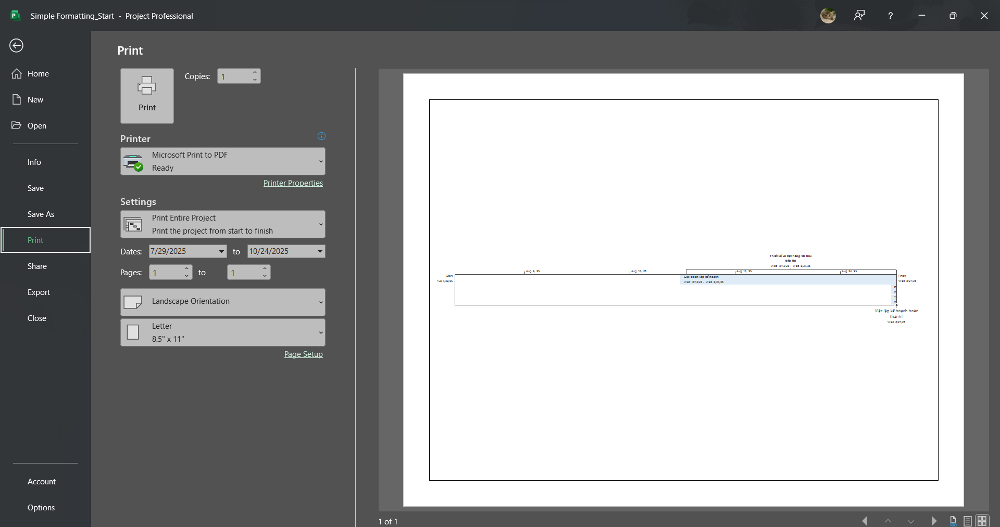 Simple Formatting_Start - Project Professional
?
Print
Home
New
Open
Info
Save
Save As
Print
Share
Export
Close
Account
Options
Print
Copies: 1
Printer
Microsoft Print to PDF
Ready
Printer Properties
Settings
Print Entire Project
Print the project from start to finish
Dates: 7/29/2025 to 10/24/2025
Pages: 1 to 1
Landscape Orientation
Letter
8.5" x 11"
Page Setup
Thiết kế và đặt hàng tài liệu
tiếp thị
Wed 8/13/25 - Wed 8/27/25
Aug 3, '25 Aug 10, '25 Aug 17, '25 Aug 24, '25
Start
Tue 7/29/25
Giai đoạn lập kế hoạch
Wed 8/13/25 - Wed 8/27/25
Finish
Wed 8/27/25
P
W
T
W
Việc lập kế hoạch hoàn
thành!
Wed 8/27/25
1 of 1
100